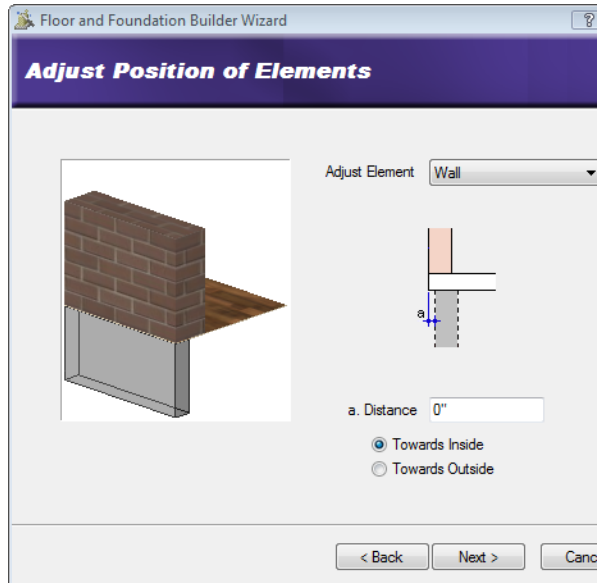 Floor and Foundation Builder Wizard
?
Adjust Position of Elements
Adjust Element Wall
a
a. Distance 0"
Towards Inside
Towards Outside
< Back Next > Canc